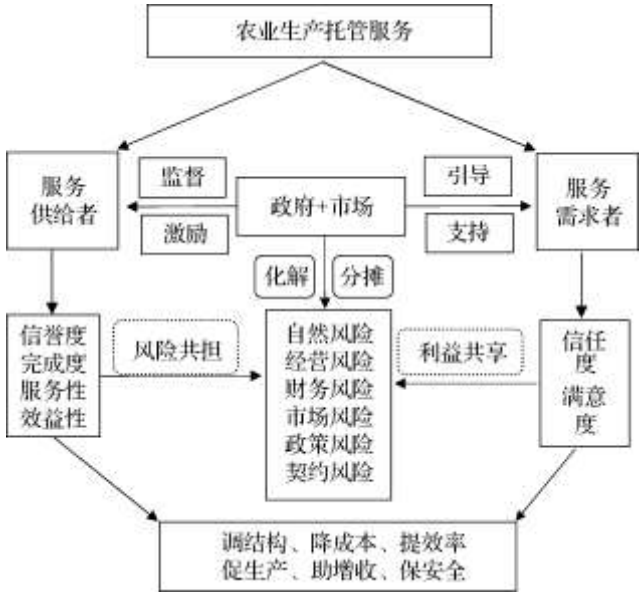 农业生产托管服务
服务
供给者
监督
激励
政府+市场
引导
支持
服务
需求者
化解
分摊
信誉度
完成度
服务性
效益性
风险共担
自然风险
经营风险
财务风险
市场风险
政策风险
契约风险
利益共享
信任
度
满意
度
调结构、降成本、提效率
促生产、助增收、保安全